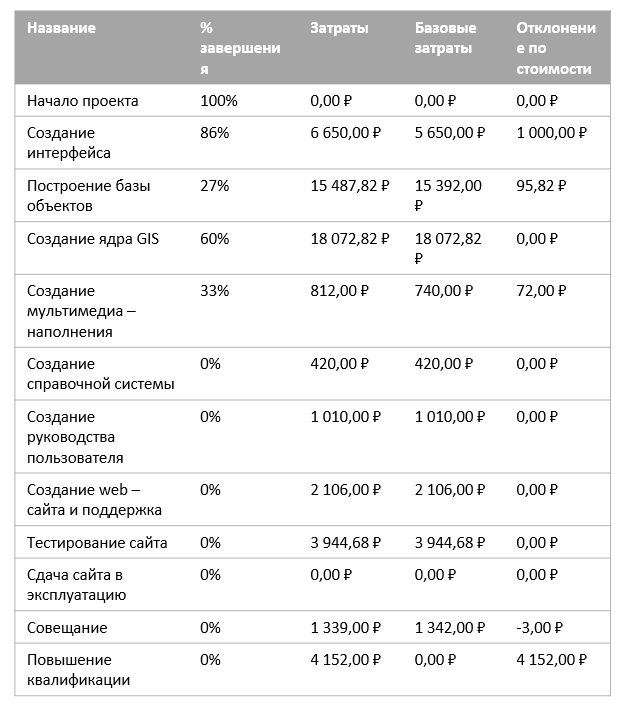 Название % Затраты Базовые Отклонени
завершени затраты е по
я стоимости
Начало проекта 100% 0,00 ₽ 0,00 ₽ 0,00 ₽
Создание 86% 6 650,00 ₽ 5 650,00 ₽ 1 000,00 ₽
интерфейса
Построение базы 27% 15 487,82 ₽ 15 392,00 95,82 ₽
объектов ₽
Создание ядра GIS 60% 18 072,82 ₽ 18 072,82 0,00 ₽
₽
Создание 33% 812,00 ₽ 740,00 ₽ 72,00 ₽
мультимедиа –
наполнения
Создание 0% 420,00 ₽ 420,00 ₽ 0,00 ₽
справочной системы
Создание 0% 1 010,00 ₽ 1 010,00 ₽ 0,00 ₽
руководства
пользователя
Создание web – 0% 2 106,00 ₽ 2 106,00 ₽ 0,00 ₽
сайта и поддержка
Тестирование сайта 0% 3 944,68 ₽ 3 944,68 ₽ 0,00 ₽
Сдача сайта в 0% 0,00 ₽ 0,00 ₽ 0,00 ₽
эксплуатацию
Совещание 0% 1 339,00 ₽ 1 342,00 ₽ -3,00 ₽
Повышение 0% 4 152,00 ₽ 0,00 ₽ 4 152,00 ₽
квалификации